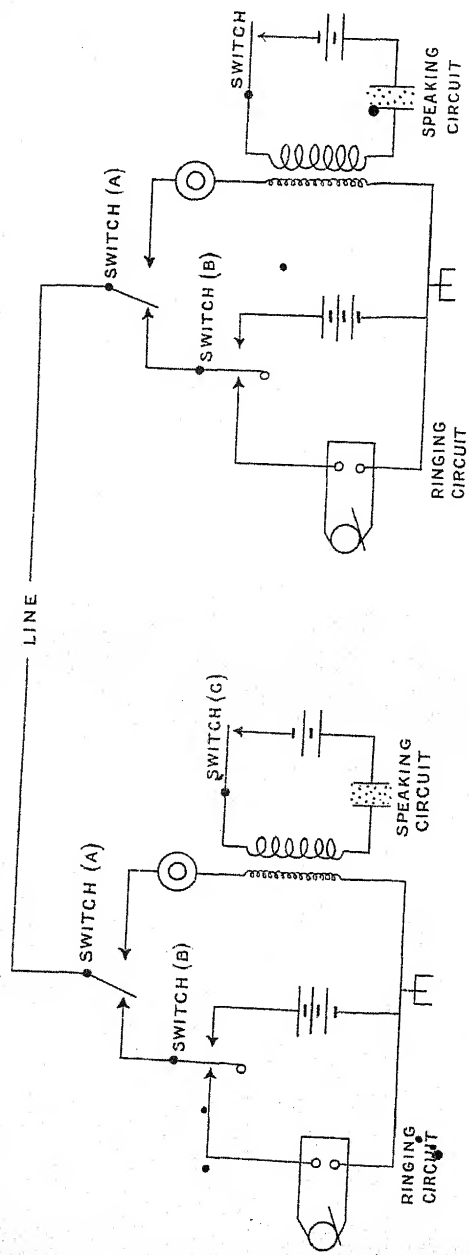 LINE
SWITCH (A)
SWITCH (B)
SWITCH (C)
RINGING
CIRCUIT
SPEAKING
CIRCUIT
SWITCH (A)
SWITCH (B)
SWITCH
RINGING
CIRCUIT
SPEAKING
CIRCUIT